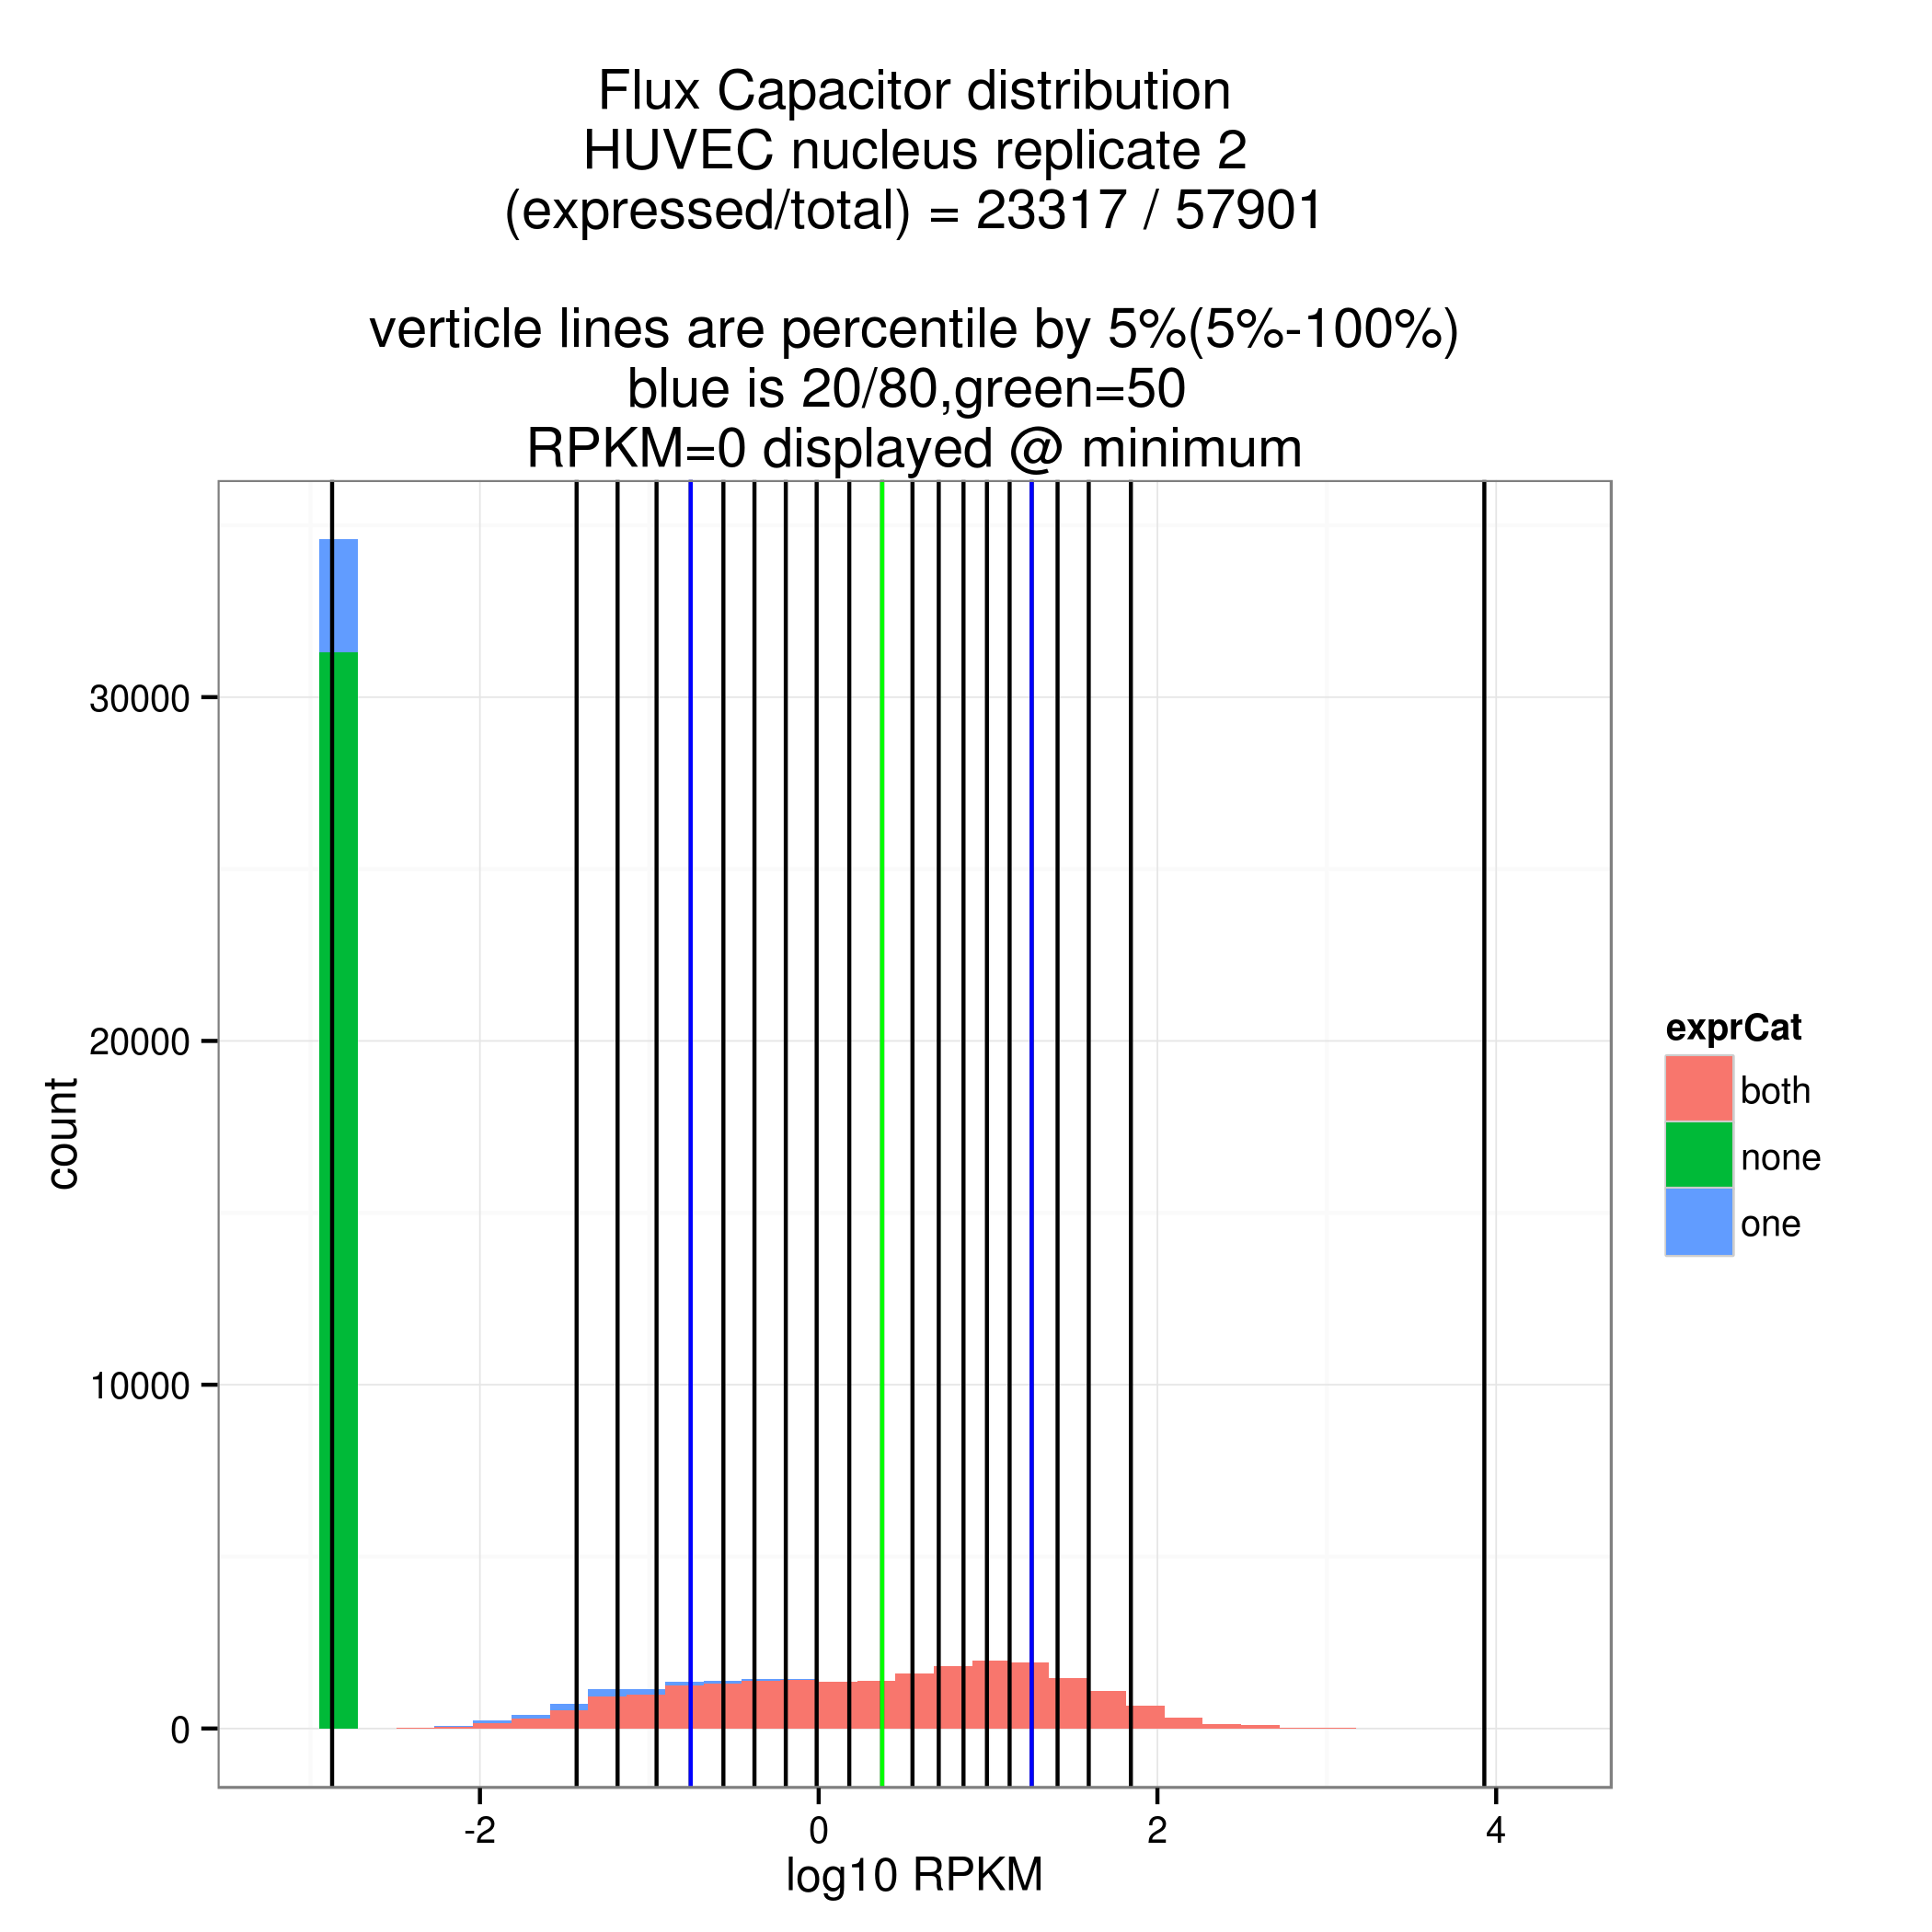 Flux Capacitor distribution
HUVEC nucleus replicate 2
(expressed/total) = 23317 / 57901
verticle lines are percentile by 5%(5%-100%)
blue is 20/80,green=50
RPKM=0 displayed @ minimum
30000
20000
10000
0
count
-2
0
2
4
log10 RPKM
exprCat
both
none
one